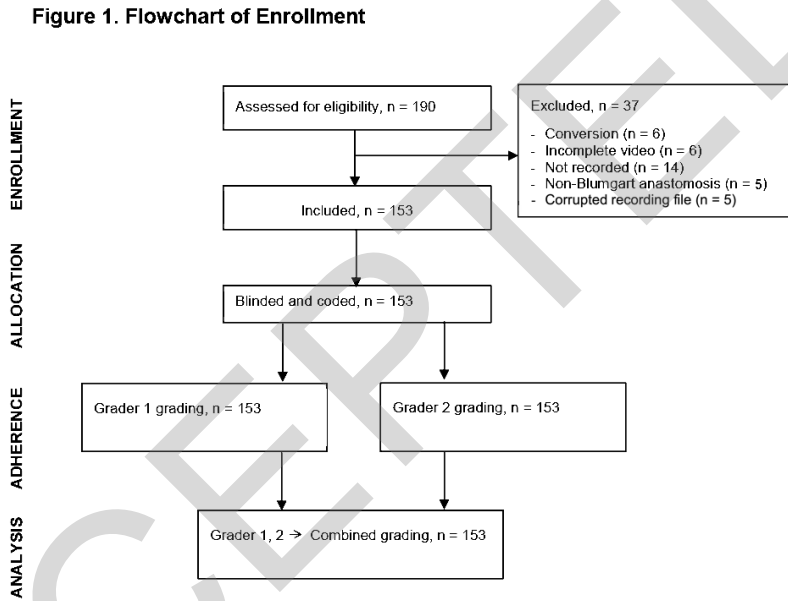 Figure 1. Flowchart of Enrollment
ENROLLMENT
Assessed for eligibility, n = 190
Excluded, n = 37
- Conversion (n = 6)
- Incomplete video (n = 6)
- Not recorded (n = 14)
- Non-Blumgart anastomosis (n = 5)
- Corrupted recording file (n = 5)
Included, n = 153
ALLOCATION
Blinded and coded, n = 153
ADHERENCE
Grader 1 grading, n = 153
Grader 2 grading, n = 153
ANALYSIS
Grader 1, 2 → Combined grading, n = 153